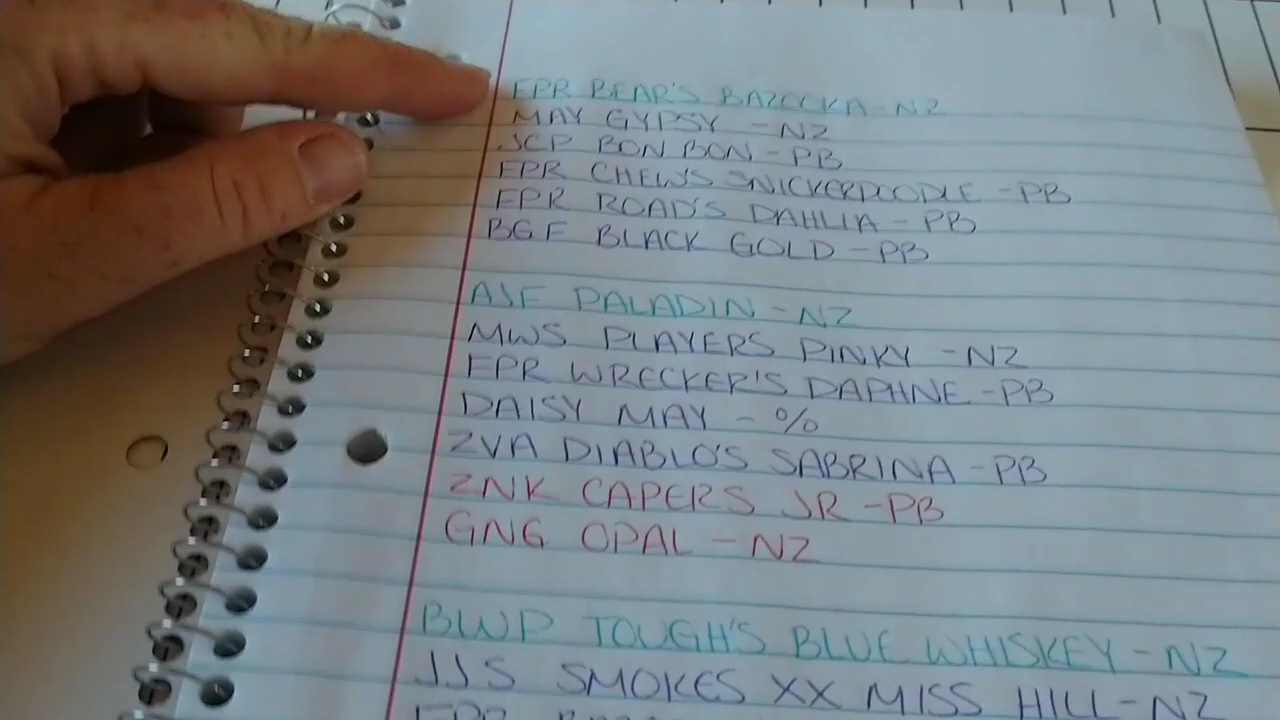 FPR BEAR'S BAZOOKA-NZ
MAY GYPSY -NZ
JCP BON BON-PB
FPR CHEWS SNICKERDOODLE -PB
FPR ROAD'S DAHLIA-PB
BGF BLACK GOLD-PB
AJF PALADIN-NZ
MWS PLAYERS PINKY -NZ
FPR WRECKER'S DAPHNE-PB
DAISY MAY - %
ZVA DIABLO'S SABRINA-PB
ZNK CAPERS JR-PB
GNG OPAL-NZ
BWP TOUGH'S BLUE WHISKEY-NZ
JJS SMOKES XX MISS HILL-NZ
FPR